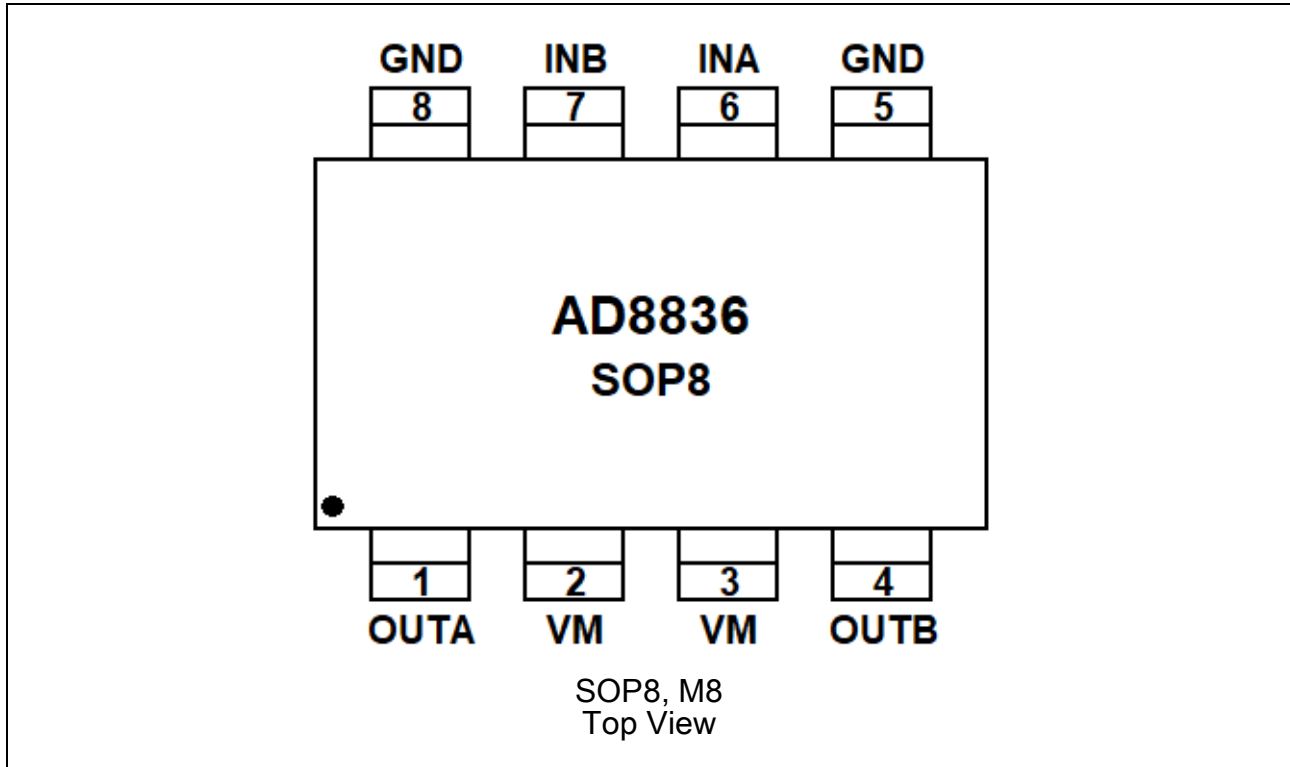 GND INB INA GND
8 7 6 5
AD8836
SOP8
1 2 3 4
OUTA VM VM OUTB
SOP8, M8
Top View